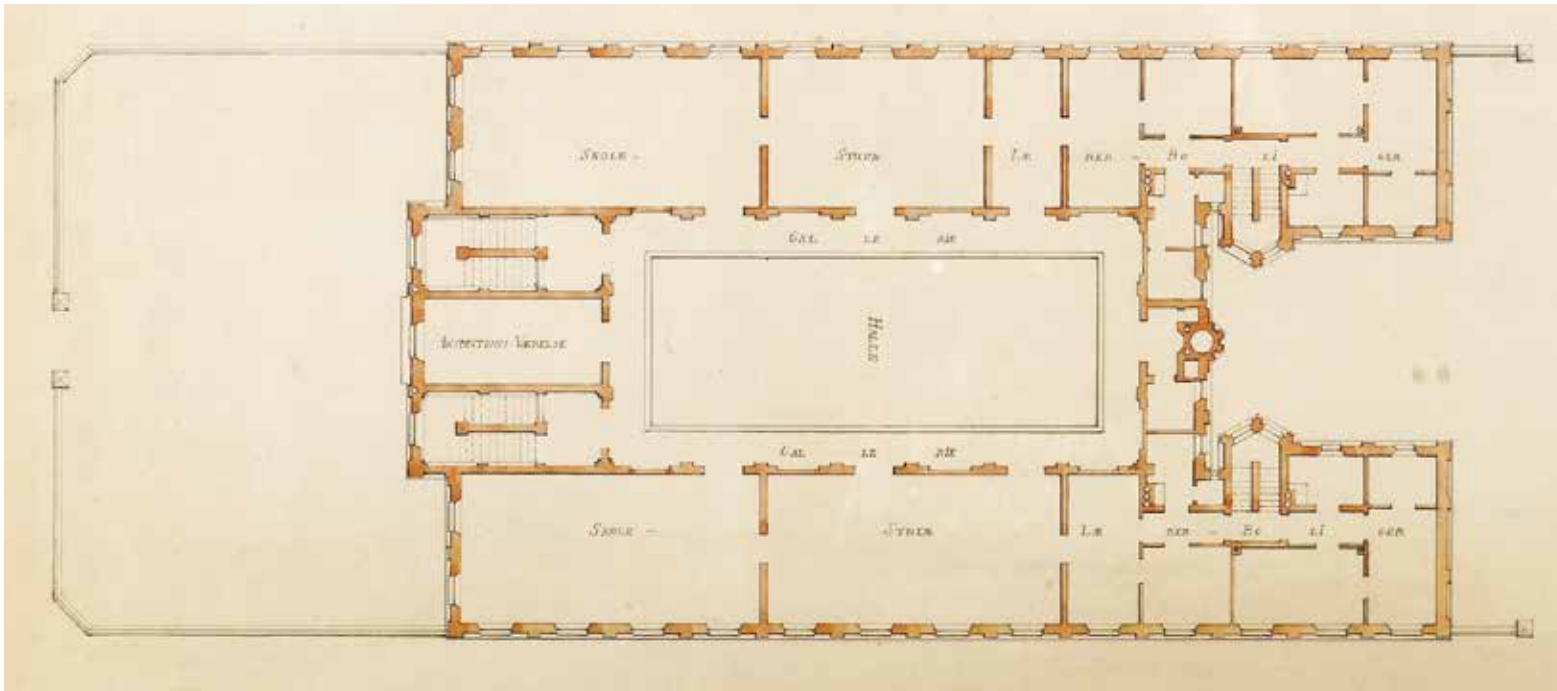 SKOLE – STUER LÆ RER – BO LI GER
GAL LE RIE
HALLE
VÆRELSE
GAL LE RIE
SKOLE – STUER LÆ RER – BO LI GER